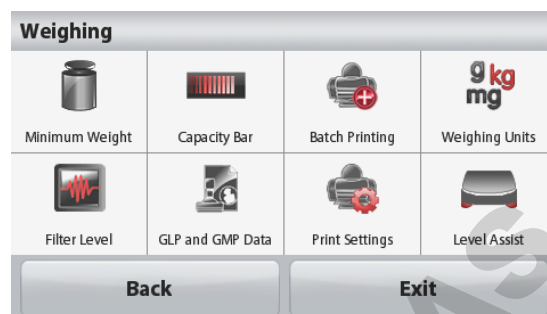 Weighing
g kg
mg
Minimum Weight
Capacity Bar
Batch Printing
Weighing Units
Filter Level
GLP and GMP Data
Print Settings
Level Assist
Back
Exit
AS